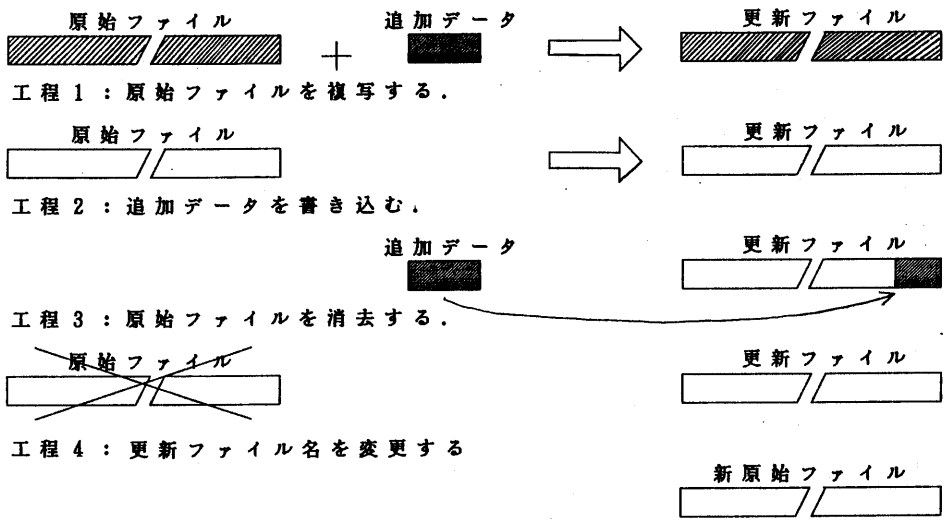 原始ファイル 追加データ 更新ファイル
工程1：原始ファイルを複写する．
原始ファイル 更新ファイル
工程2：追加データを書き込む．
追加データ 更新ファイル
工程3：原始ファイルを消去する．
原始ファイル 更新ファイル
工程4：更新ファイル名を変更する
新原始ファイル